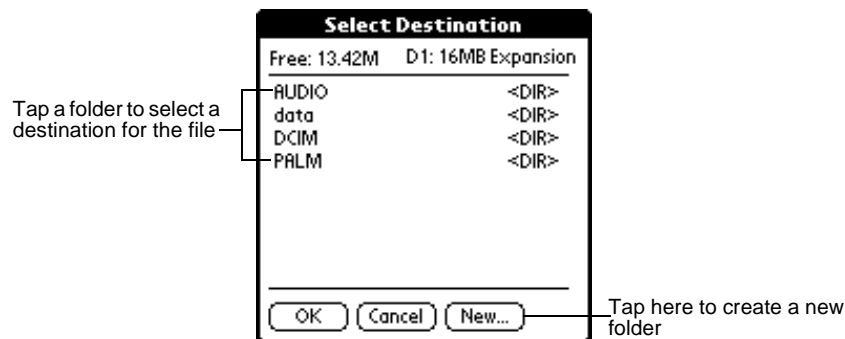 Select Destination
Free: 13.42M D1: 16MB Expansion
Tap a folder to select a
destination for the file
AUDIO <DIR>
data <DIR>
DCIM <DIR>
PALM <DIR>
OK Cancel New...
Tap here to create a new
folder